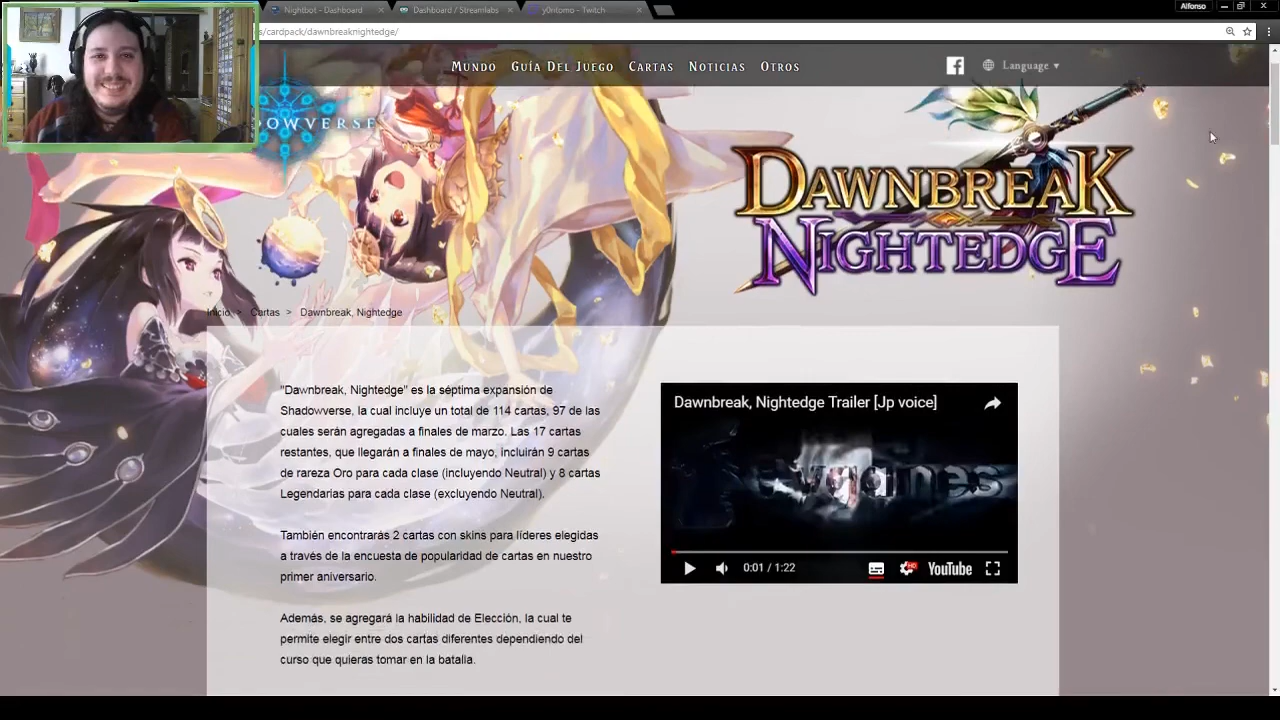 Nightbot - Dashboard
Dashboard / Streamlabs
y0ntomo - Twitch
Alfonso
s/cardpack/dawnbreaknightedge/
Mundo Guía Del Juego Cartas Noticias Otros
Language
DOWVERSE
Dawnbreak
Nightedge
Inicio > Cartas > Dawnbreak, Nightedge
"Dawnbreak, Nightedge" es la séptima expansión de
Shadowverse, la cual incluye un total de 114 cartas, 97 de las
cuales serán agregadas a finales de marzo. Las 17 cartas
restantes, que llegarán a finales de mayo, incluirán 9 cartas
de rareza Oro para cada clase (incluyendo Neutral) y 8 cartas
Legendarias para cada clase (excluyendo Neutral).
También encontrarás 2 cartas con skins para líderes elegidas
a través de la encuesta de popularidad de cartas en nuestro
primer aniversario.
Además, se agregará la habilidad de Elección, la cual te
permite elegir entre dos cartas diferentes dependiendo del
curso que quieras tomar en la batalla.
Dawnbreak, Nightedge Trailer [Jp voice]
cygames
0:01 / 1:22
HD
YouTube